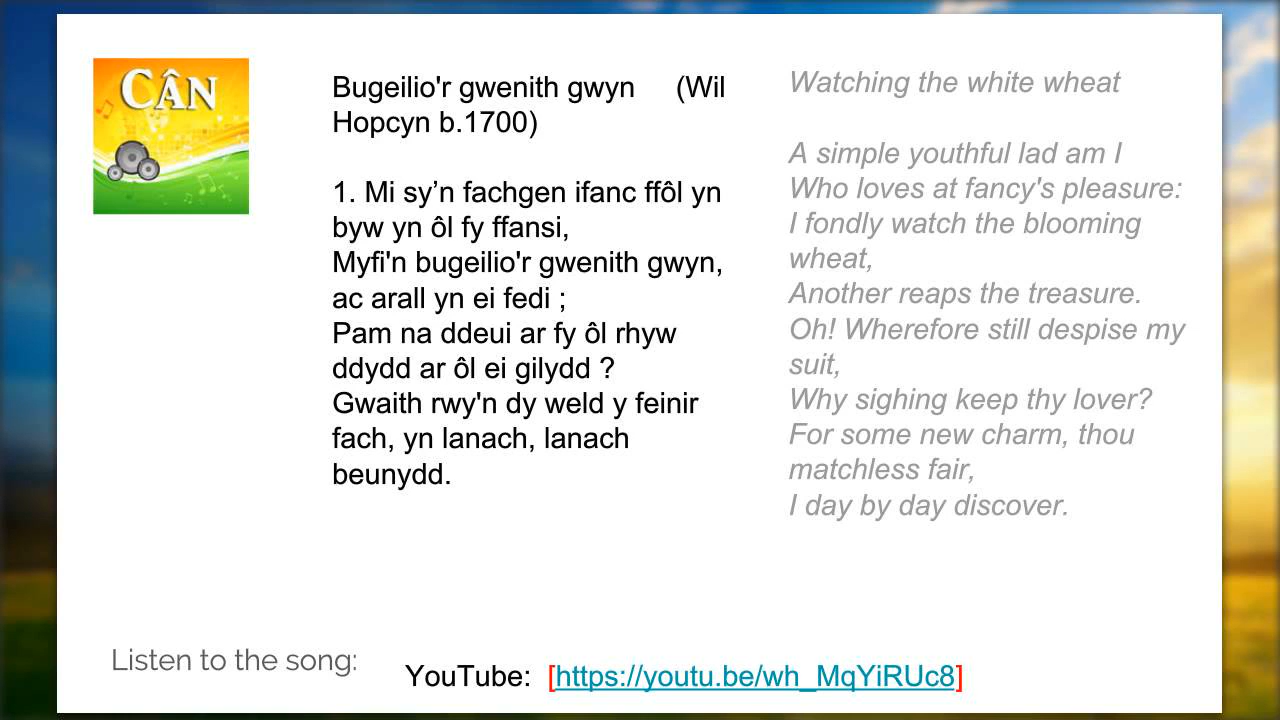 CÂN
Bugeilio'r gwenith gwyn (Wil
Hopcyn b.1700)
1. Mi sy’n fachgen ifanc ffôl yn
byw yn ôl fy ffansi,
Myfi'n bugeilio'r gwenith gwyn,
ac arall yn ei fedi ;
Pam na ddeui ar fy ôl rhyw
ddydd ar ôl ei gilydd ?
Gwaith rwy'n dy weld y feinir
fach, yn lanach, lanach
beunydd.
Watching the white wheat
A simple youthful lad am I
Who loves at fancy's pleasure:
I fondly watch the blooming
wheat,
Another reaps the treasure.
Oh! Wherefore still despise my
suit,
Why sighing keep thy lover?
For some new charm, thou
matchless fair,
I day by day discover.
Listen to the song:
YouTube: [https://youtu.be/wh_MqYiRUc8]